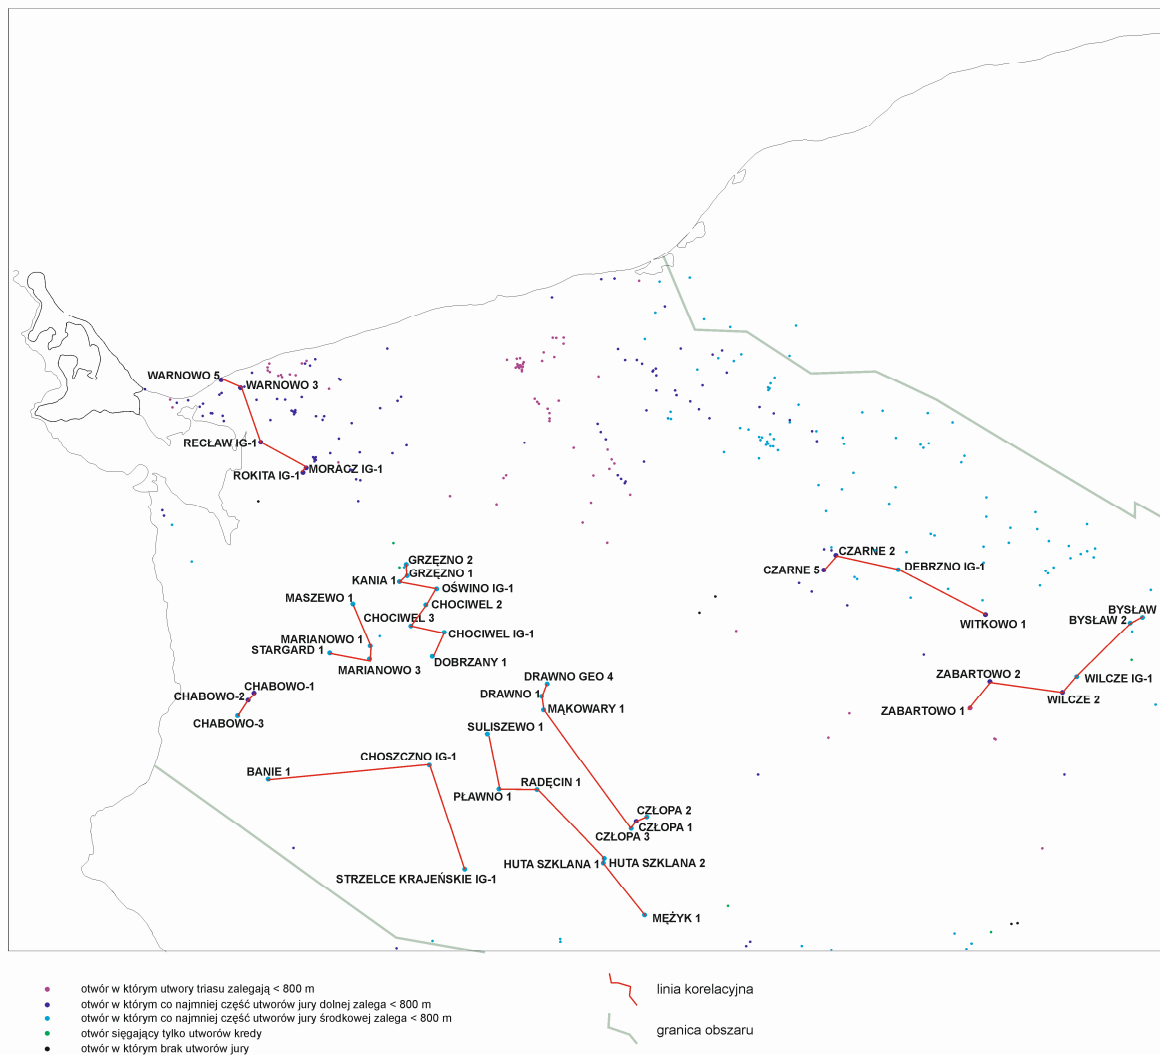 WARNOWO 5
WARNOWO 3
RECŁAW IG-1
MORACZ IG-1
ROKITA IG-1
GRZĘZNO 2
GRZĘZNO 1
KANIA 1
OŚWINO IG-1
MASZEWO 1
CHOCIWEL 2
CHOCIWEL 3
CHOCIWEL IG-1
MARIANOWO 1
STARGARD 1
DOBRZANY 1
MARIANOWO 3
CZARNE 2
CZARNE 5
DEBRZNO IG-1
WITKOWO 1
BYSŁAW
BYSŁAW 2
DRAWNO GEO 4
ZABARTOWO 2
WILCZE IG-1
CHABOWO-1
CHABOWO-2
DRAWNO 1
WILCZE 2
MĄKOWARY 1
ZABARTOWO 1
CHABOWO-3
SULISZEWO 1
CHOSZCZNO IG-1
BANIE 1
RADĘCIN 1
PŁAWNO 1
CZŁOPA 2
CZŁOPA 1
CZŁOPA 3
HUTA SZKLANA 1
HUTA SZKLANA 2
STRZELCE KRAJEŃSKIE IG-1
MĘŻYK 1
otwór w którym utwory triasu zalegają < 800 m
otwór w którym co najmniej część utworów jury dolnej zalega < 800 m
otwór w którym co najmniej część utworów jury środkowej zalega < 800 m
otwór sięgający tylko utworów kredy
otwór w którym brak utworów jury
linia korelacyjna
granica obszaru